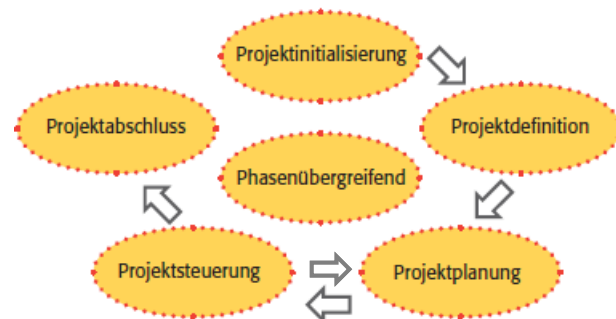 Projektinitialisierung
Projektabschluss
Projektdefinition
Phasenübergreifend
Projektsteuerung
Projektplanung